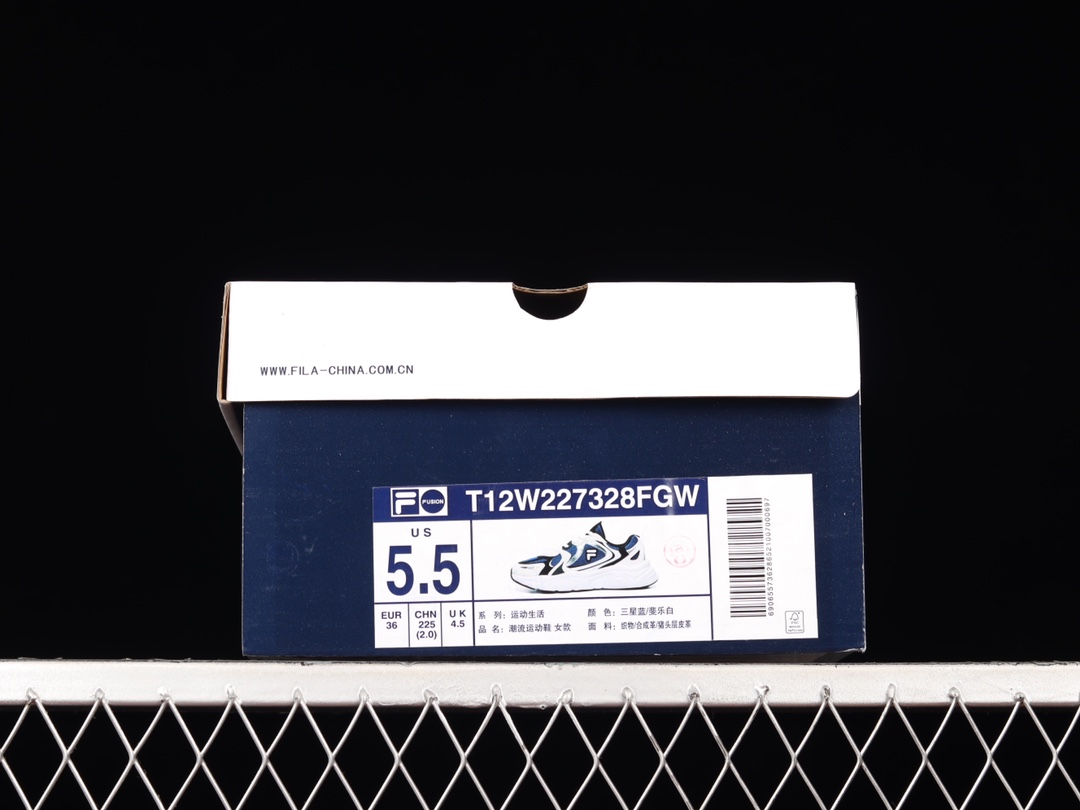 WWW.FILA-CHINA.COM.CN
F FUSION T12W227328FGW
US
5.5
EUR
36
CHN
225
(2.0)
UK
4.5
系 列：运动生活
品 名：潮流运动鞋 女款
颜 色：三星蓝/斐乐白
面 料：织物/合成革/猪头层皮革
F